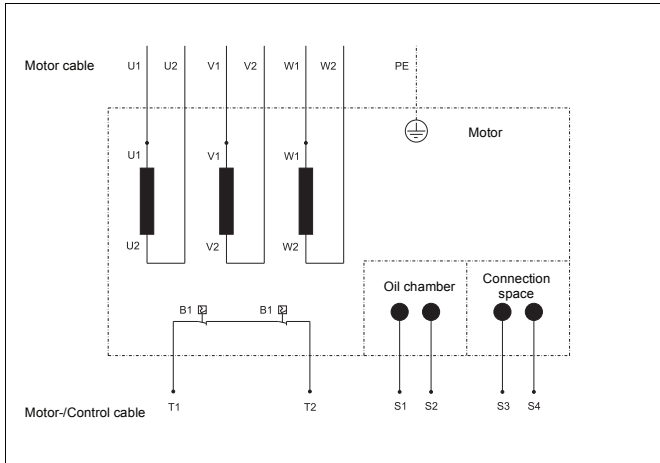 Motor cable U1 U2 V1 V2 W1 W2 PE
Motor
U1 V1 W1
U2 V2 W2
Oil chamber
Connection
space
B1 B1
T1 T2 S1 S2 S3 S4
Motor-/Control cable